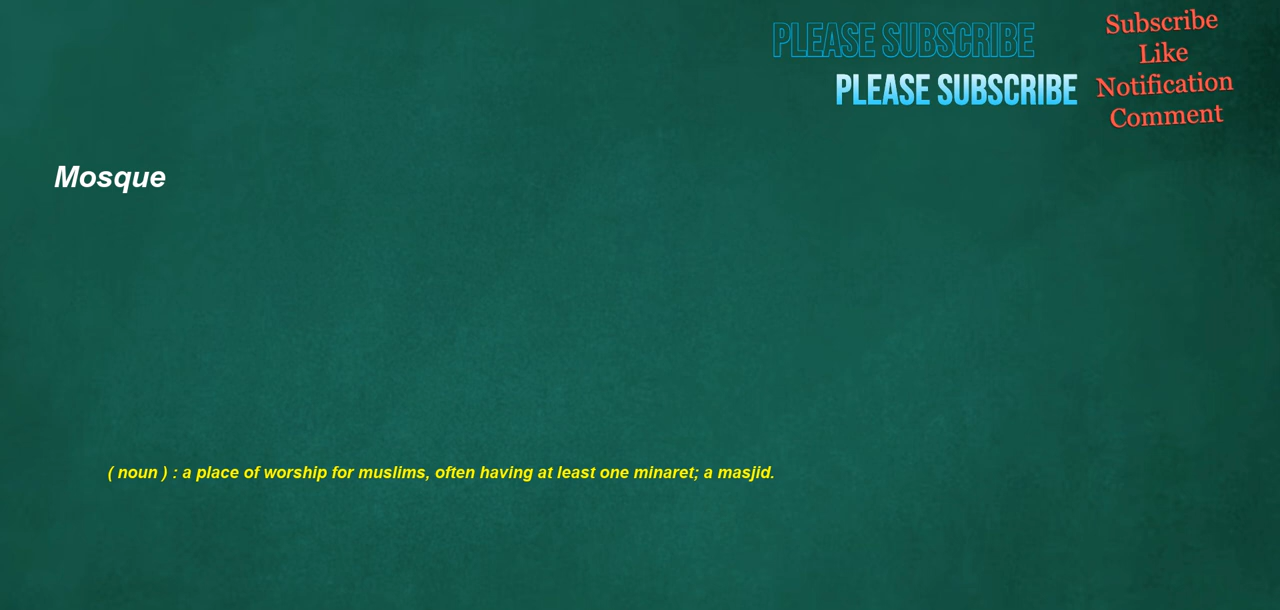 PLEASE SUBSCRIBE
PLEASE SUBSCRIBE
Subscribe
Like
Notification
Comment
Mosque
( noun ) : a place of worship for muslims, often having at least one minaret; a masjid.